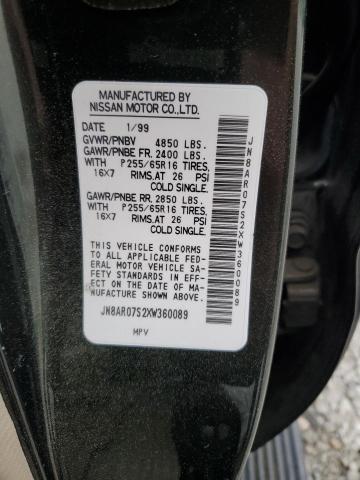 MANUFACTURED BY
NISSAN MOTOR CO.,LTD.
DATE 1/99
GVWR/PNBV 4850 LBS.
GAWR/PNBE FR. 2400 LBS.
WITH P255/65R16 TIRES,
16X7 RIMS,AT 26 PSI
COLD SINGLE.
GAWR/PNBE RR. 2850 LBS.
WITH P255/65R16 TIRES,
16X7 RIMS,AT 26 PSI
COLD SINGLE.
THIS VEHICLE CONFORMS
TO ALL APPLICABLE FED-
ERAL MOTOR VEHICLE SA-
FETY STANDARDS IN EFF-
ECT ON THE DATE OF MA-
NUFACTURE SHOWN ABOVE.
JN8AR07S2XW360089
MPV
JN8AR07S2XW360089